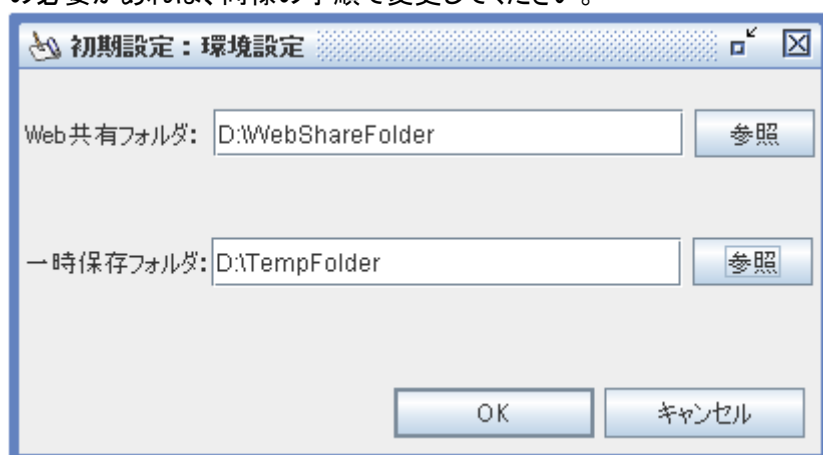 の必要があれば、同様の手順で変更してください。
初期設定：環境設定
Web共有フォルダ: D:\WebShareFolder 参照
一時保存フォルダ: D:\TempFolder 参照
OK キャンセル